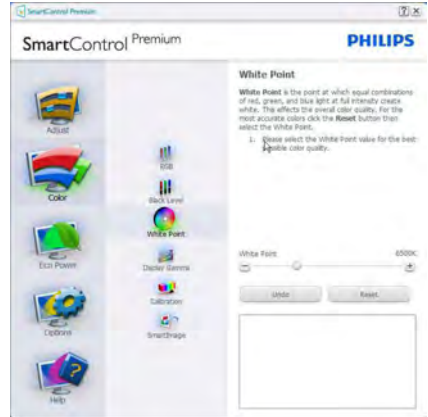 SmartControl Premium
SmartControl Premium
PHILIPS
Adjust
Color
Eco Power
Options
Help
RGB
Black Level
White Point
Display Gamma
Calibration
SmartImage
White Point
White Point is the point at which equal combinations
of red, green, and blue light at full intensity create
white. This effects the overall color quality. For the
most accurate colors click the Reset button then
select the White Point.
1. Please select the White Point value for the best
possible color quality.
White Point 6500K
Undo Reset